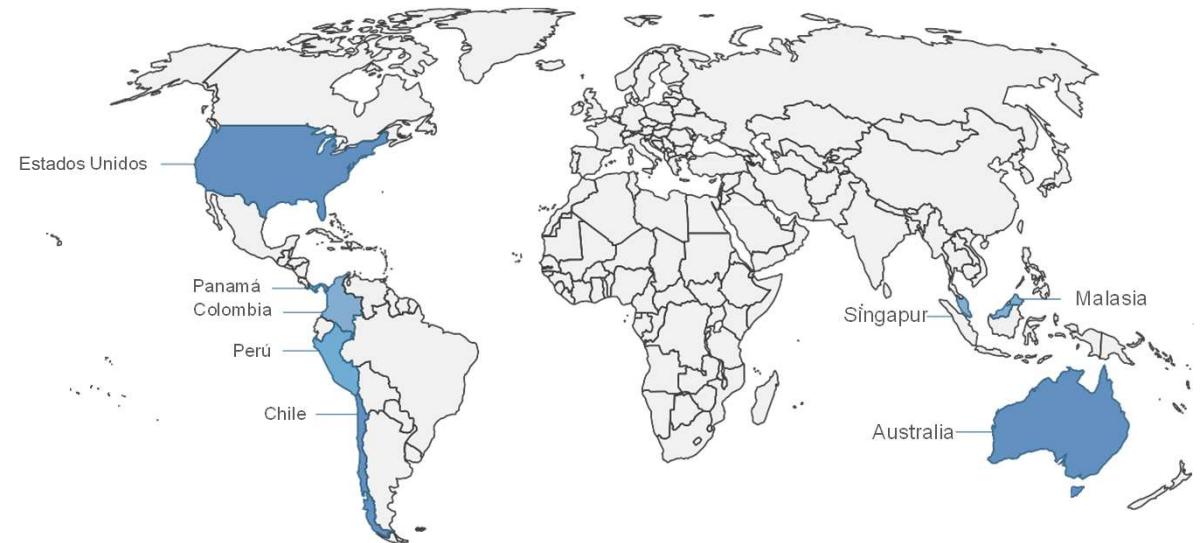 Estados Unidos
Panamá
Colombia
Perú
Chile
Singapur
Malasia
Australia